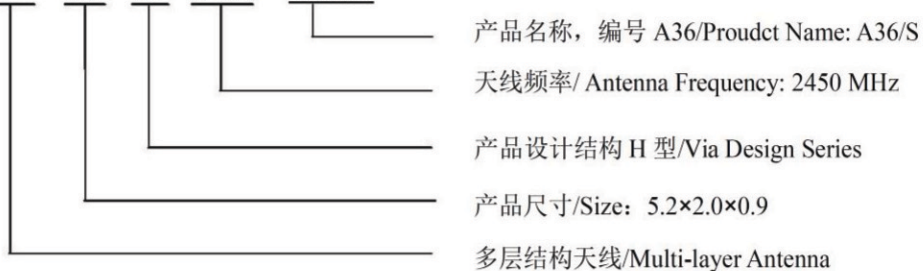 产品名称，编号 A36/Proudct Name: A36/S
天线频率/ Antenna Frequency: 2450 MHz
产品设计结构 H 型/Via Design Series
产品尺寸/Size：5.2×2.0×0.9
多层结构天线/Multi-layer Antenna